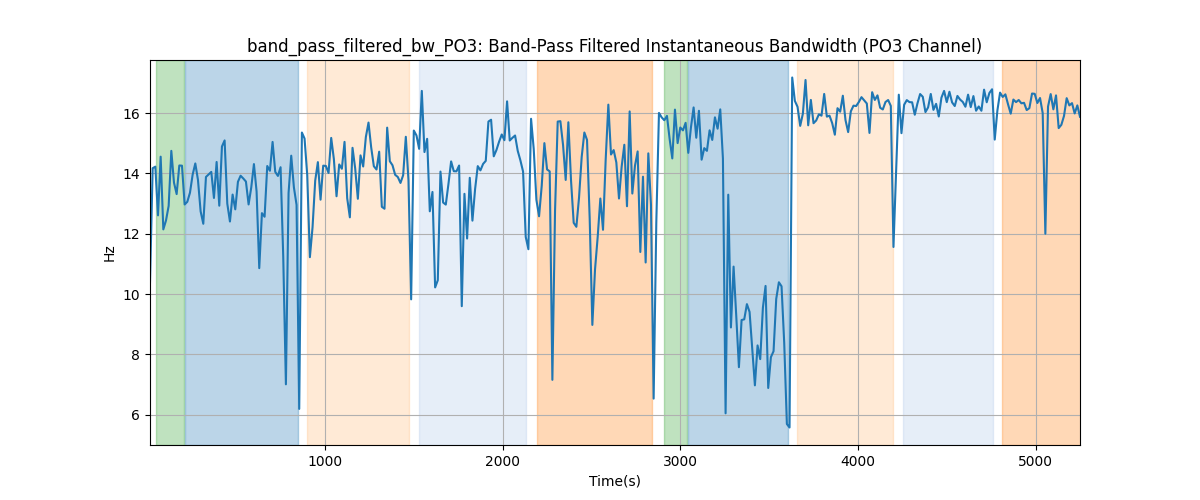 band_pass_filtered_bw_PO3: Band-Pass Filtered Instantaneous Bandwidth (PO3 Channel)
Hz
16
14
12
10
8
6
1000 2000 3000 4000 5000
Time(s)